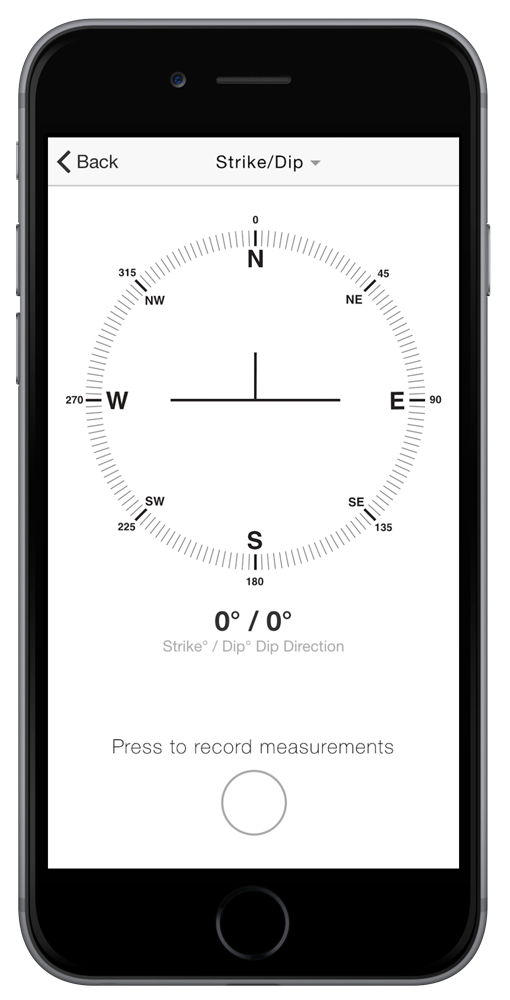 Back
Strike/Dip
0
N
315
45
NW
NE
270
W
E
90
SW
SE
225
135
S
180
0° / 0°
Strike° / Dip° Dip Direction
Press to record measurements